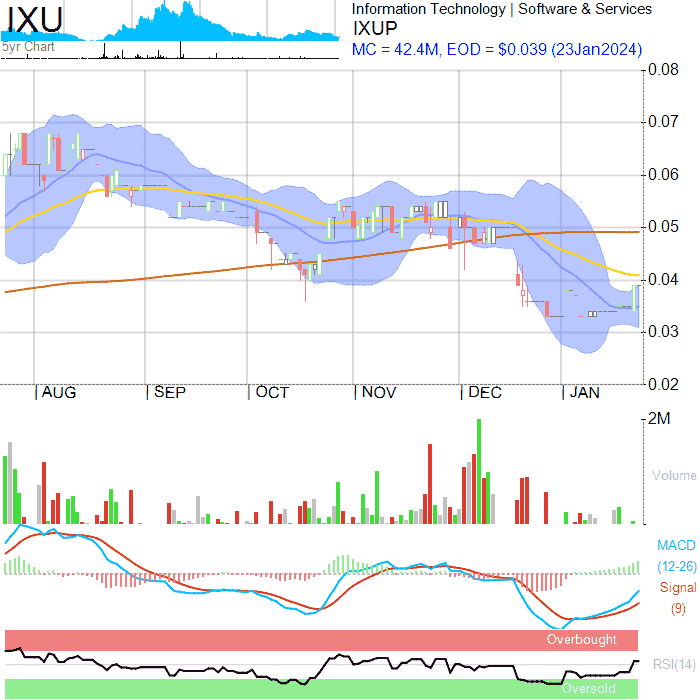 IXU
5yr Chart
Information Technology | Software & Services
IXUP
MC = 42.4M, EOD = $0.039 (23Jan2024)
0.08
0.07
0.06
0.05
0.04
0.03
0.02
AUG SEP OCT NOV DEC JAN
2M
Volume
MACD
(12-26)
Signal
(9)
Overbought
RSI(14)
Oversold